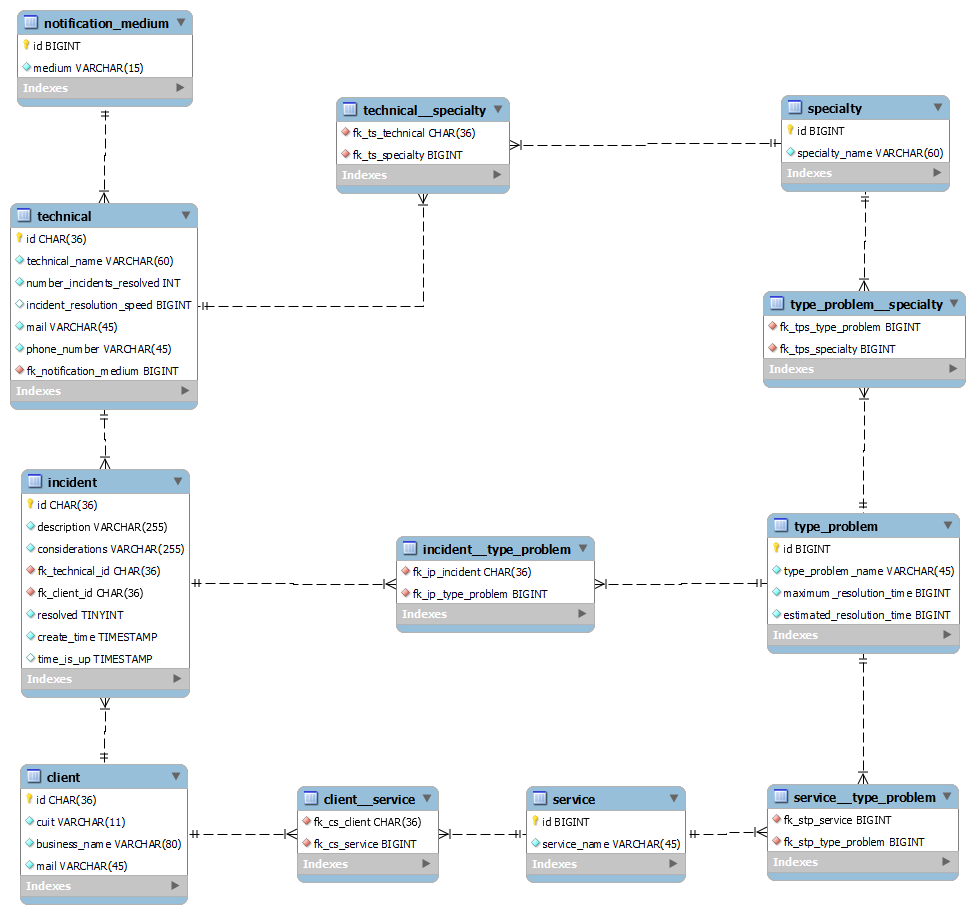 notification_medium
id BIGINT
medium VARCHAR(15)
Indexes
technical__specialty
fk_ts_technical CHAR(36)
fk_ts_specialty BIGINT
Indexes
specialty
id BIGINT
specialty_name VARCHAR(60)
Indexes
technical
id CHAR(36)
technical_name VARCHAR(60)
number_incidents_resolved INT
incident_resolution_speed BIGINT
mail VARCHAR(45)
phone_number VARCHAR(45)
fk_notification_medium BIGINT
Indexes
type_problem__specialty
fk_tps_type_problem BIGINT
fk_tps_specialty BIGINT
Indexes
incident
id CHAR(36)
description VARCHAR(255)
considerations VARCHAR(255)
fk_technical_id CHAR(36)
fk_client_id CHAR(36)
resolved TINYINT
create_time TIMESTAMP
time_is_up TIMESTAMP
Indexes
incident__type_problem
fk_ip_incident CHAR(36)
fk_ip_type_problem BIGINT
Indexes
type_problem
id BIGINT
type_problem_name VARCHAR(45)
maximum_resolution_time BIGINT
estimated_resolution_time BIGINT
Indexes
client
id CHAR(36)
cuit VARCHAR(11)
business_name VARCHAR(80)
mail VARCHAR(45)
Indexes
client__service
fk_cs_client CHAR(36)
fk_cs_service BIGINT
Indexes
service
id BIGINT
service_name VARCHAR(45)
Indexes
service__type_problem
fk_stp_service BIGINT
fk_stp_type_problem BIGINT
Indexes